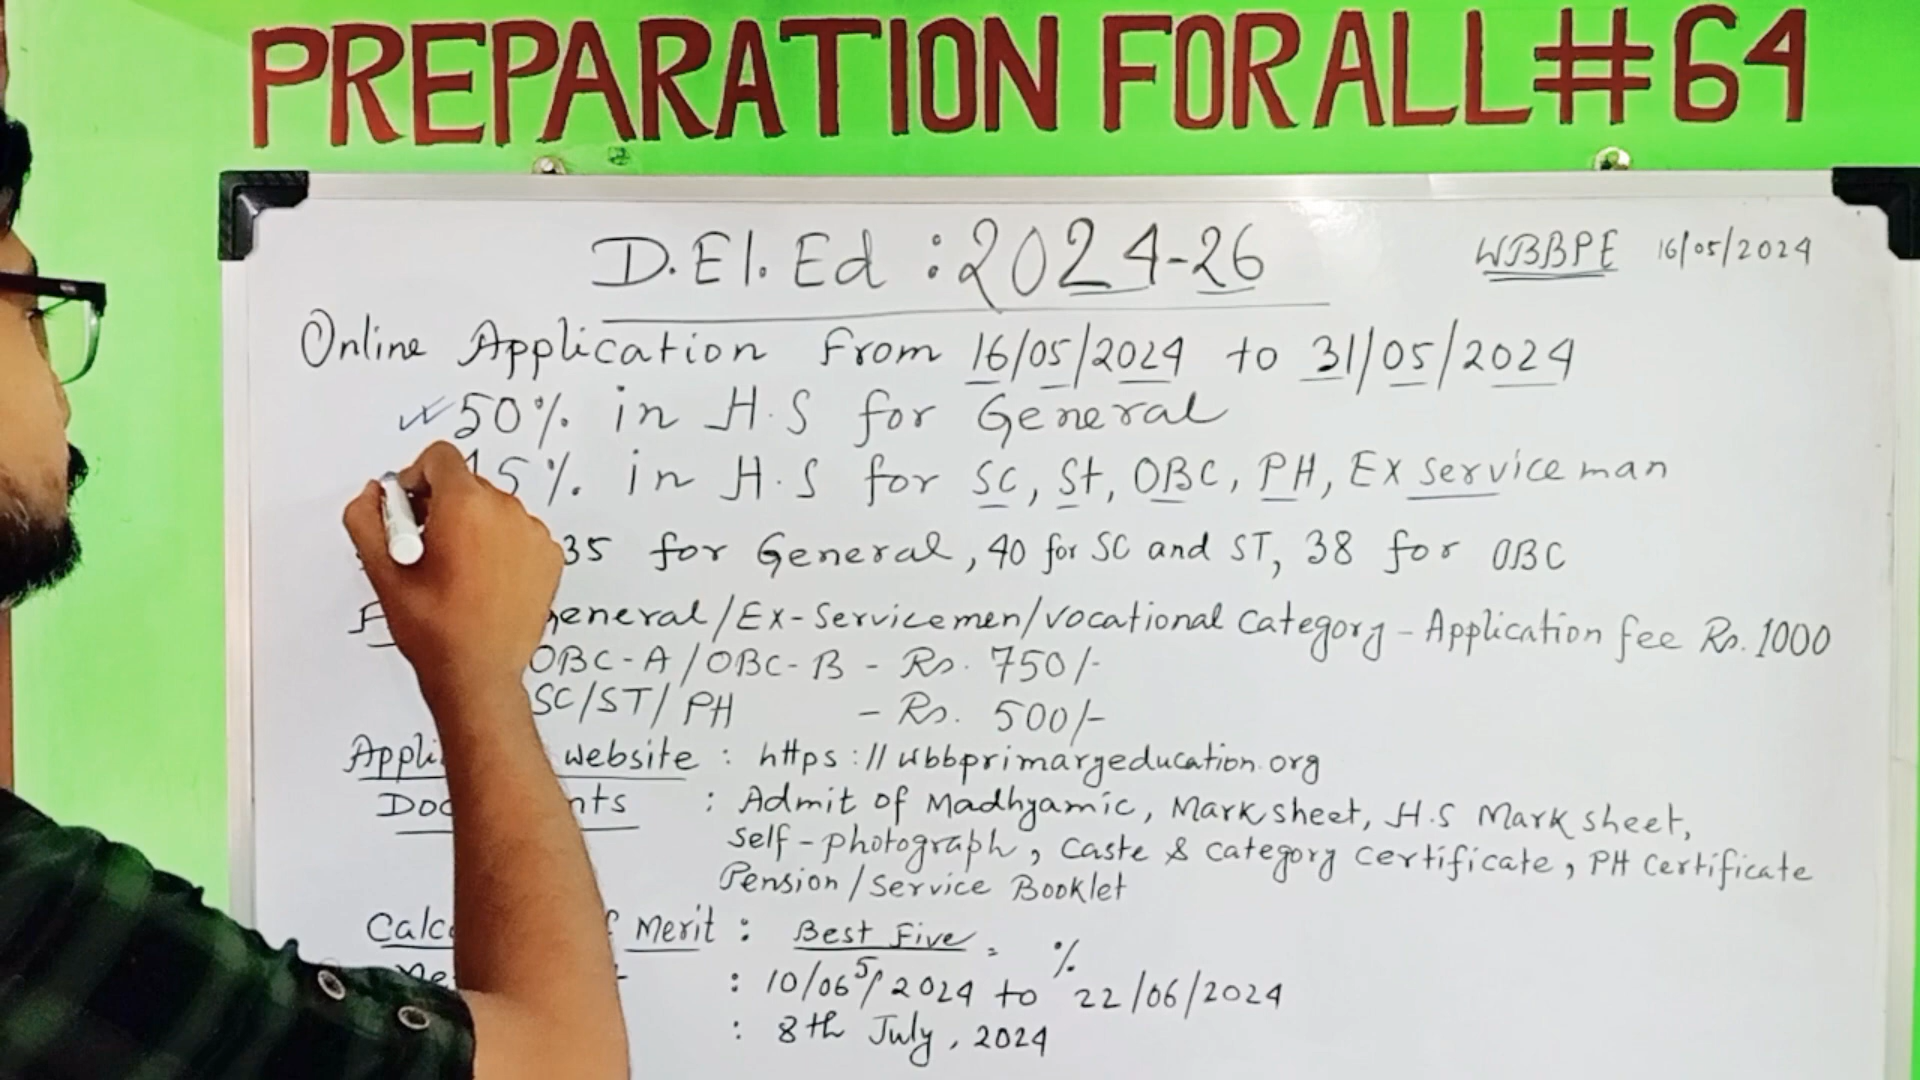 PREPARATION FOR ALL #64
D.El.Ed : 2024-26
WBBPE 16/05/2024
Online Application from 16/05/2024 to 31/05/2024
50% in H.S for General
45% in H.S for SC, St, OBC, PH, Ex service man
35 for General, 40 for SC and ST, 38 for OBC
General/Ex-Servicemen/Vocational Category - Application fee Rs. 1000
OBC-A/OBC-B - Rs. 750/-
SC/ST/PH - Rs. 500/-
website : https://wbbprimaryeducation.org
: Admit of Madhyamic, Mark sheet, H.S Mark sheet,
Self-photograph, Caste & Category Certificate, PH Certificate
Pension/Service Booklet
Merit : Best Five = %
5
: 10/06/2024 to 22/06/2024
: 8th July, 2024